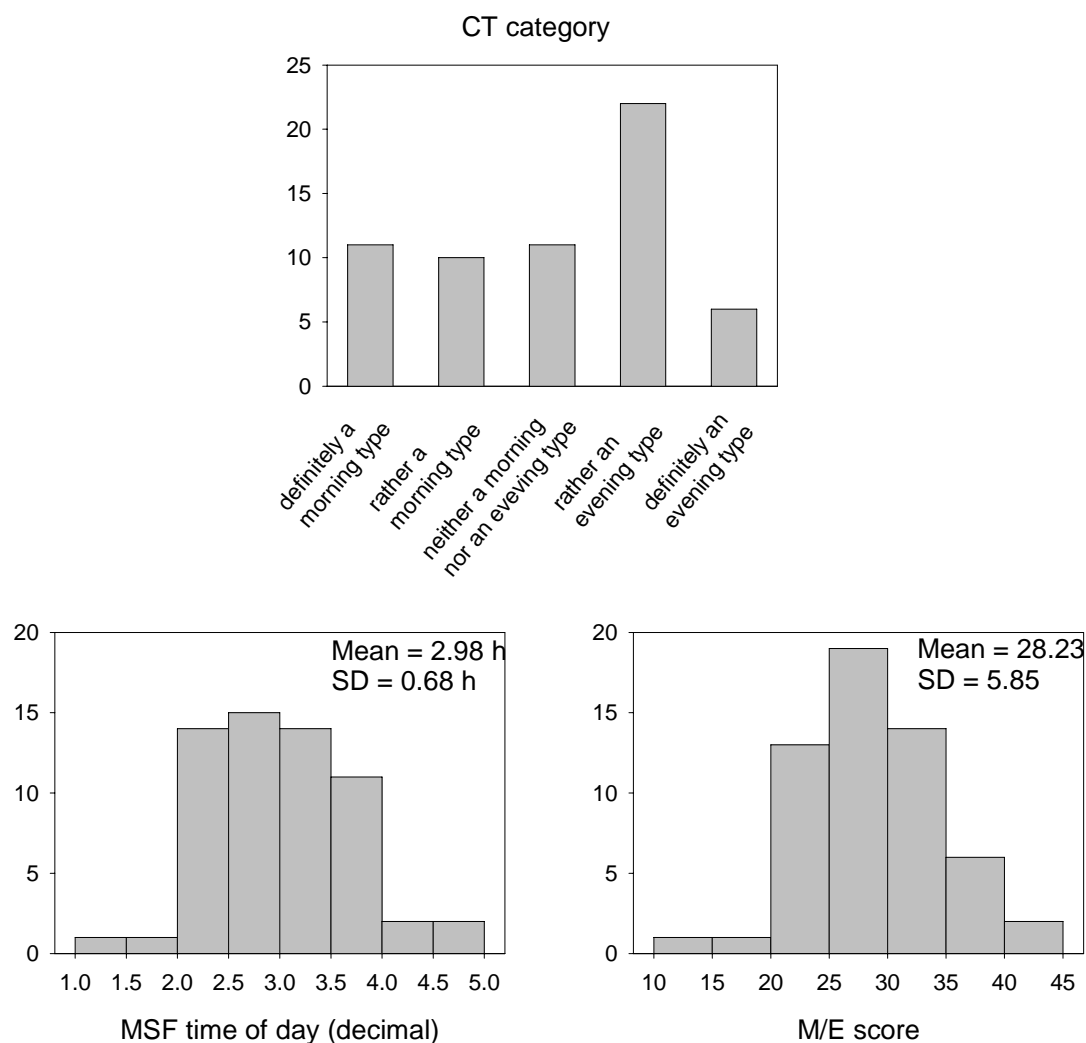 CT category
25
20
15
10
5
0
definitely a
morning type
rather a
morning type
neither a morning
nor an eveving type
rather an
evening type
definitely an
evening type
20
15
10
5
0
Mean = 2.98 h
SD = 0.68 h
1.0 1.5 2.0 2.5 3.0 3.5 4.0 4.5 5.0
MSF time of day (decimal)
20
15
10
5
0
Mean = 28.23
SD = 5.85
10 15 20 25 30 35 40 45
M/E score